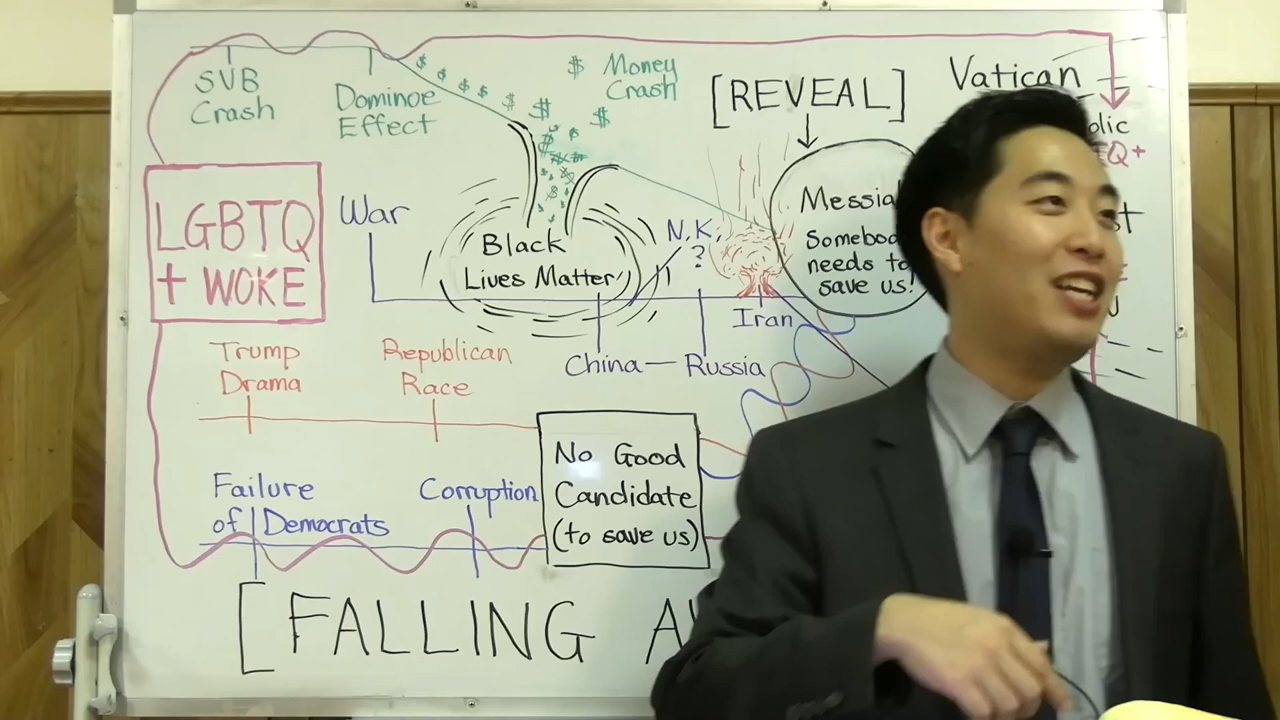 SVB
Crash
Dominoe
Effect
$ Money
Crash
[REVEAL]
Vatican
LGBTQ
+ WOKE
War
Black
Lives Matter
N.K.
?
Somebod
needs to
save us!
Iran
China — Russia
Trump
Drama
Republican
Race
No Good
Candidate
(to save us)
Failure
of Democrats
Corruption
[FALLING